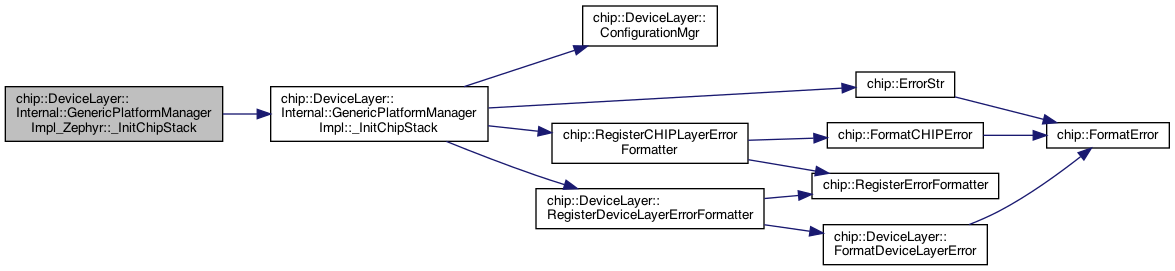 chip::DeviceLayer::
Internal::GenericPlatformManager
Impl_Zephyr::_InitChipStack
chip::DeviceLayer::
Internal::GenericPlatformManager
Impl::_InitChipStack
chip::DeviceLayer::
ConfigurationMgr
chip::ErrorStr
chip::RegisterCHIPLayerError
Formatter
chip::FormatCHIPError
chip::FormatError
chip::RegisterErrorFormatter
chip::DeviceLayer::
RegisterDeviceLayerErrorFormatter
chip::DeviceLayer::
FormatDeviceLayerError